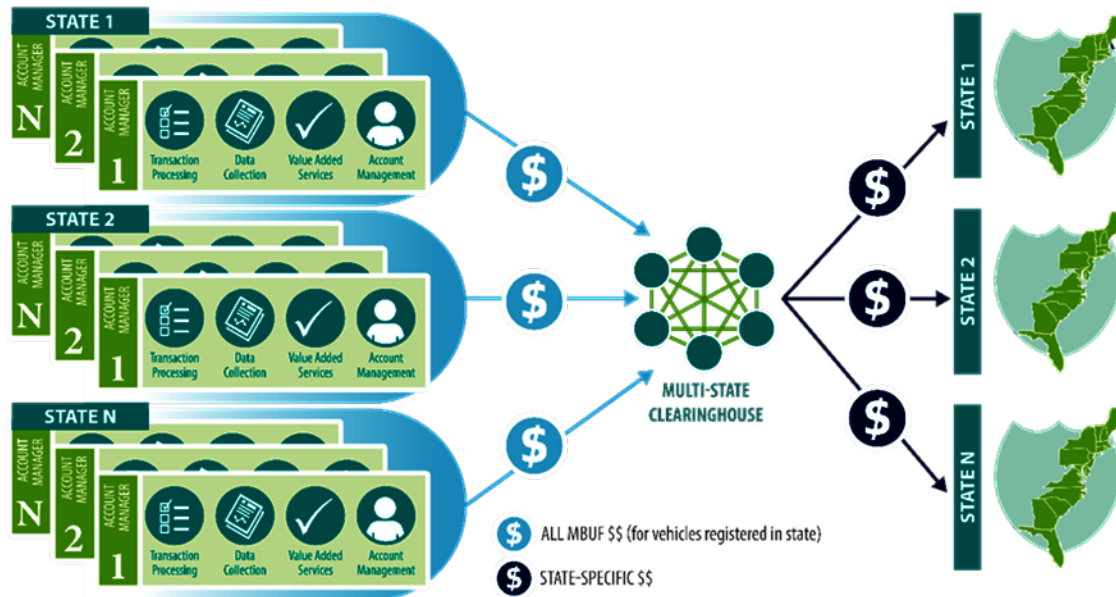 STATE 1
ACCOUNT
MANAGER
N
ACCOUNT
MANAGER
2
ACCOUNT
MANAGER
1
Transaction
Processing
Data
Collection
Value Added
Services
Account
Management
$
STATE 2
ACCOUNT
MANAGER
N
ACCOUNT
MANAGER
2
ACCOUNT
MANAGER
1
Transaction
Processing
Data
Collection
Value Added
Services
Account
Management
$
STATE N
ACCOUNT
MANAGER
N
ACCOUNT
MANAGER
2
ACCOUNT
MANAGER
1
Transaction
Processing
Data
Collection
Value Added
Services
Account
Management
$
MULTI-STATE
CLEARINGHOUSE
$
STATE 1
$
STATE 2
$
STATE N
$ ALL MBUF $$ (for vehicles registered in state)
$ STATE-SPECIFIC $$